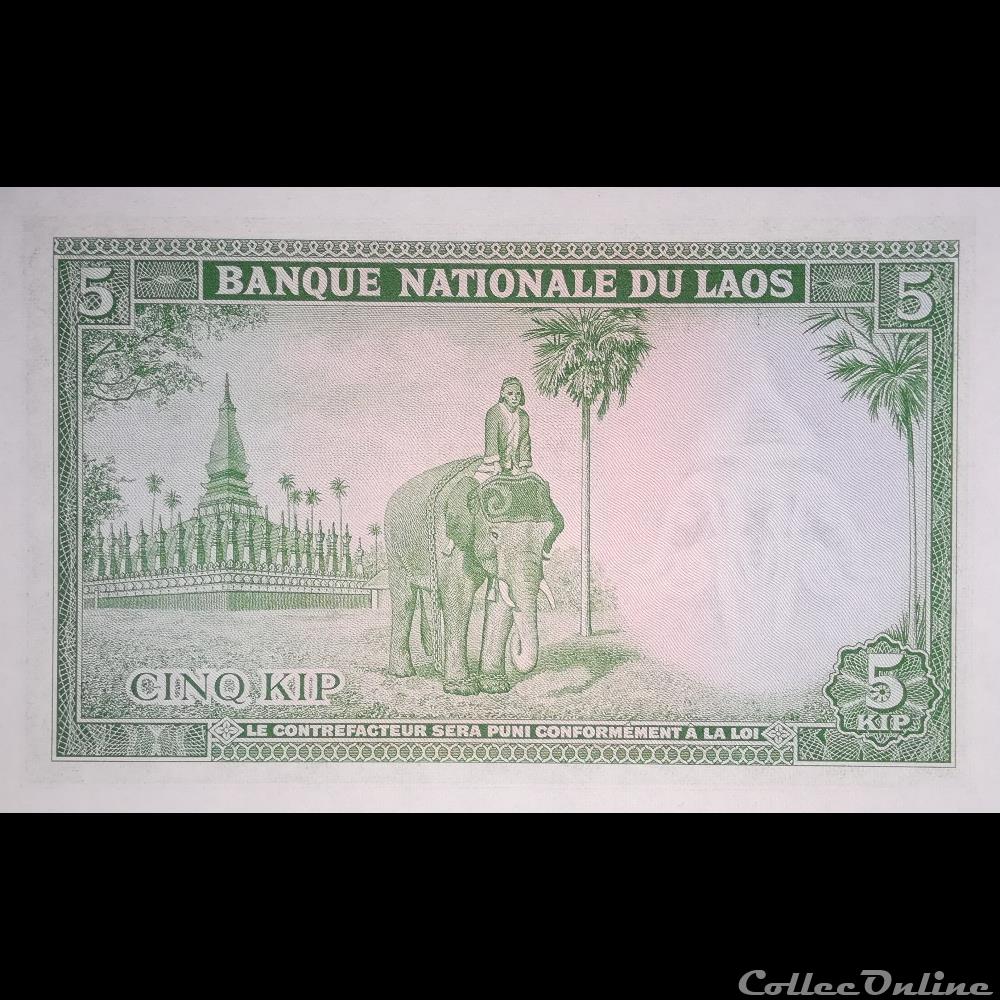 5 BANQUE NATIONALE DU LAOS 5
CINQ KIP
5
KIP
LE CONTREFACTEUR SERA PUNI CONFORMÉMENT À LA LOI
CollecOnline